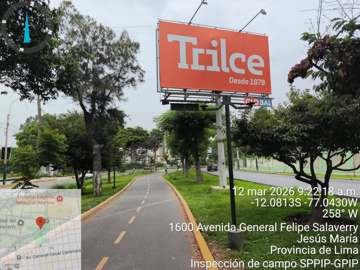 Trilce
Desde 1979
GLOBAL
12 mar 2026 9:22:18 a.m.
-12.0813S -77.0430W
258° W
1600 Avenida General Felipe Salaverry
Jesús María
Provincia de Lima
Inspección de campo SPPIP-GPIP